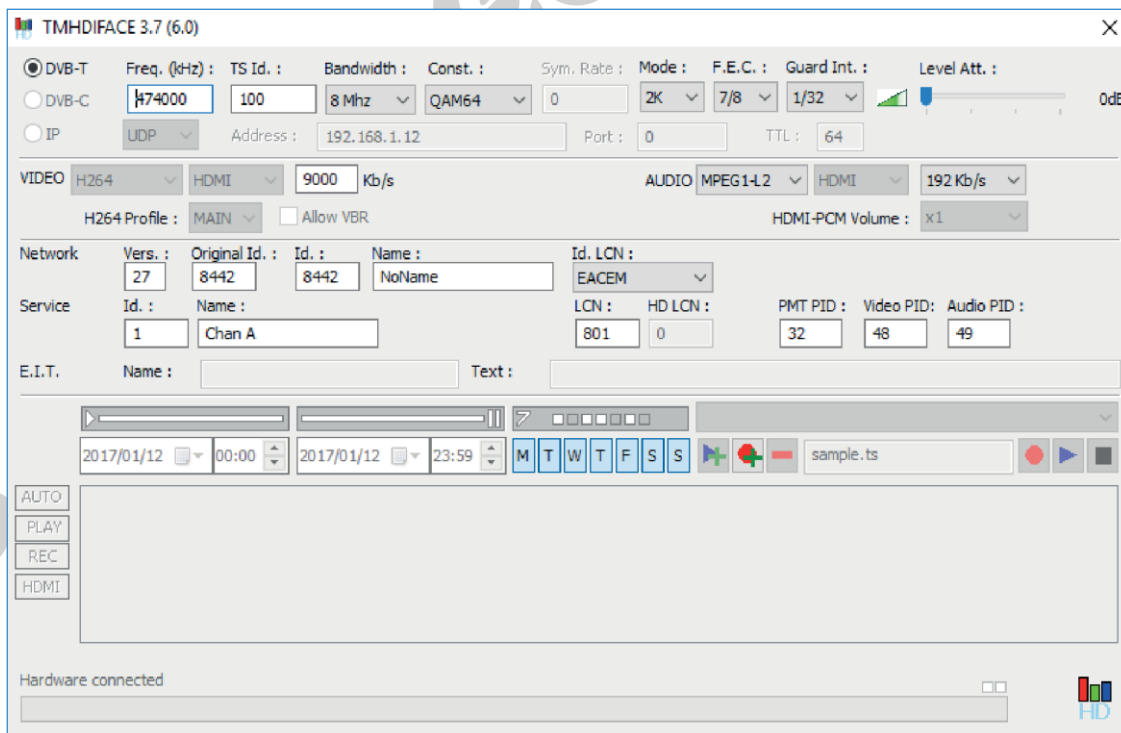 TMHDIFACE 3.7 (6.0)
DVB-T Freq. (kHz) : TS Id. : Bandwidth : Const. : Sym. Rate : Mode : F.E.C. : Guard Int. : Level Att. :
DVB-C 474000 100 8 Mhz QAM64 0 2K 7/8 1/32 0dB
IP UDP Address : 192.168.1.12 Port : 0 TTL : 64
VIDEO H264 HDMI 9000 Kb/s AUDIO MPEG1-L2 HDMI 192 Kb/s
H264 Profile : MAIN Allow VBR HDMI-PCM Volume : x1
Network Vers. : Original Id. : Id. : Name : Id. LCN :
27 8442 8442 NoName EACEM
Service Id. : Name : LCN : HD LCN : PMT PID : Video PID: Audio PID :
1 Chan A 801 0 32 48 49
E.I.T. Name : Text :
2017/01/12 00:00 2017/01/12 23:59 M T W T F S S sample.ts
AUTO
PLAY
REC
HDMI
Hardware connected
HD